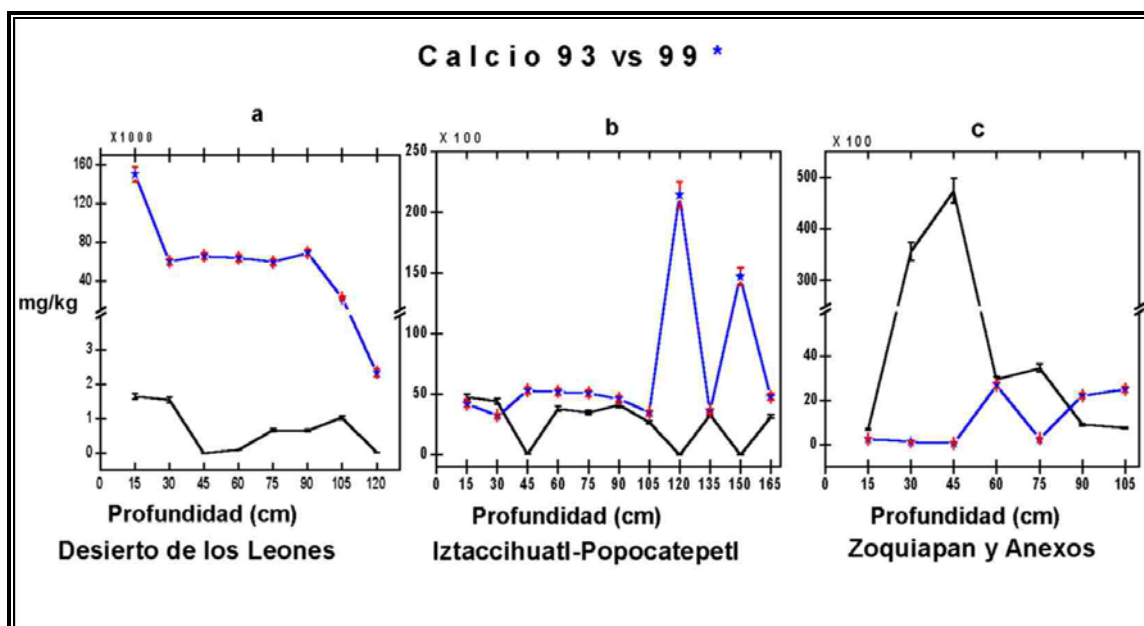 Calcio 93 vs 99 *
a
X1000
160
120
80
40
3
2
1
0
mg/kg
0 15 30 45 60 75 90 105 120
Profundidad (cm)
Desierto de los Leones
b
X 100
250
200
150
100
50
0
0 15 30 45 60 75 90 105 120 135 150 165
Profundidad (cm)
Iztaccihuatl-Popocatepetl
c
X 100
500
400
300
40
20
0
0 15 30 45 60 75 90 105
Profundidad (cm)
Zoquiapan y Anexos